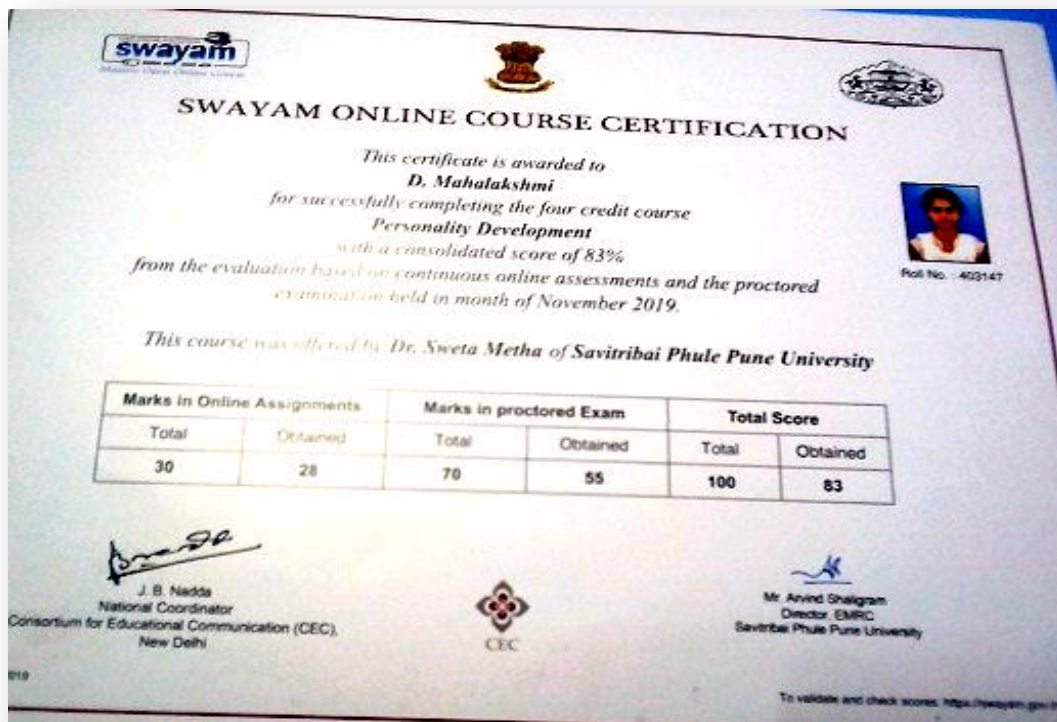 swayam
SWAYAM ONLINE COURSE CERTIFICATION
This certificate is awarded to
D. Mahalakshmi
for successfully completing the four credit course
Personality Development
with a consolidated score of 83%
from the evaluation based on continuous online assessments and the proctored
examination held in month of November 2019.
Roll No. : 403147
This course was offered by Dr. Sweta Metha of Savitribai Phule Pune University
Marks in Online Assignments Marks in proctored Exam Total Score
Total Obtained Total Obtained Total Obtained
30 28 70 55 100 83
J. B. Nadda
National Coordinator
Consortium for Educational Communication (CEC),
New Delhi
CEC
Mr. Arvind Shaligram
Director, EMRC
Savitribai Phule Pune University
2019
To validate and check scores: https://swayam.gov.in